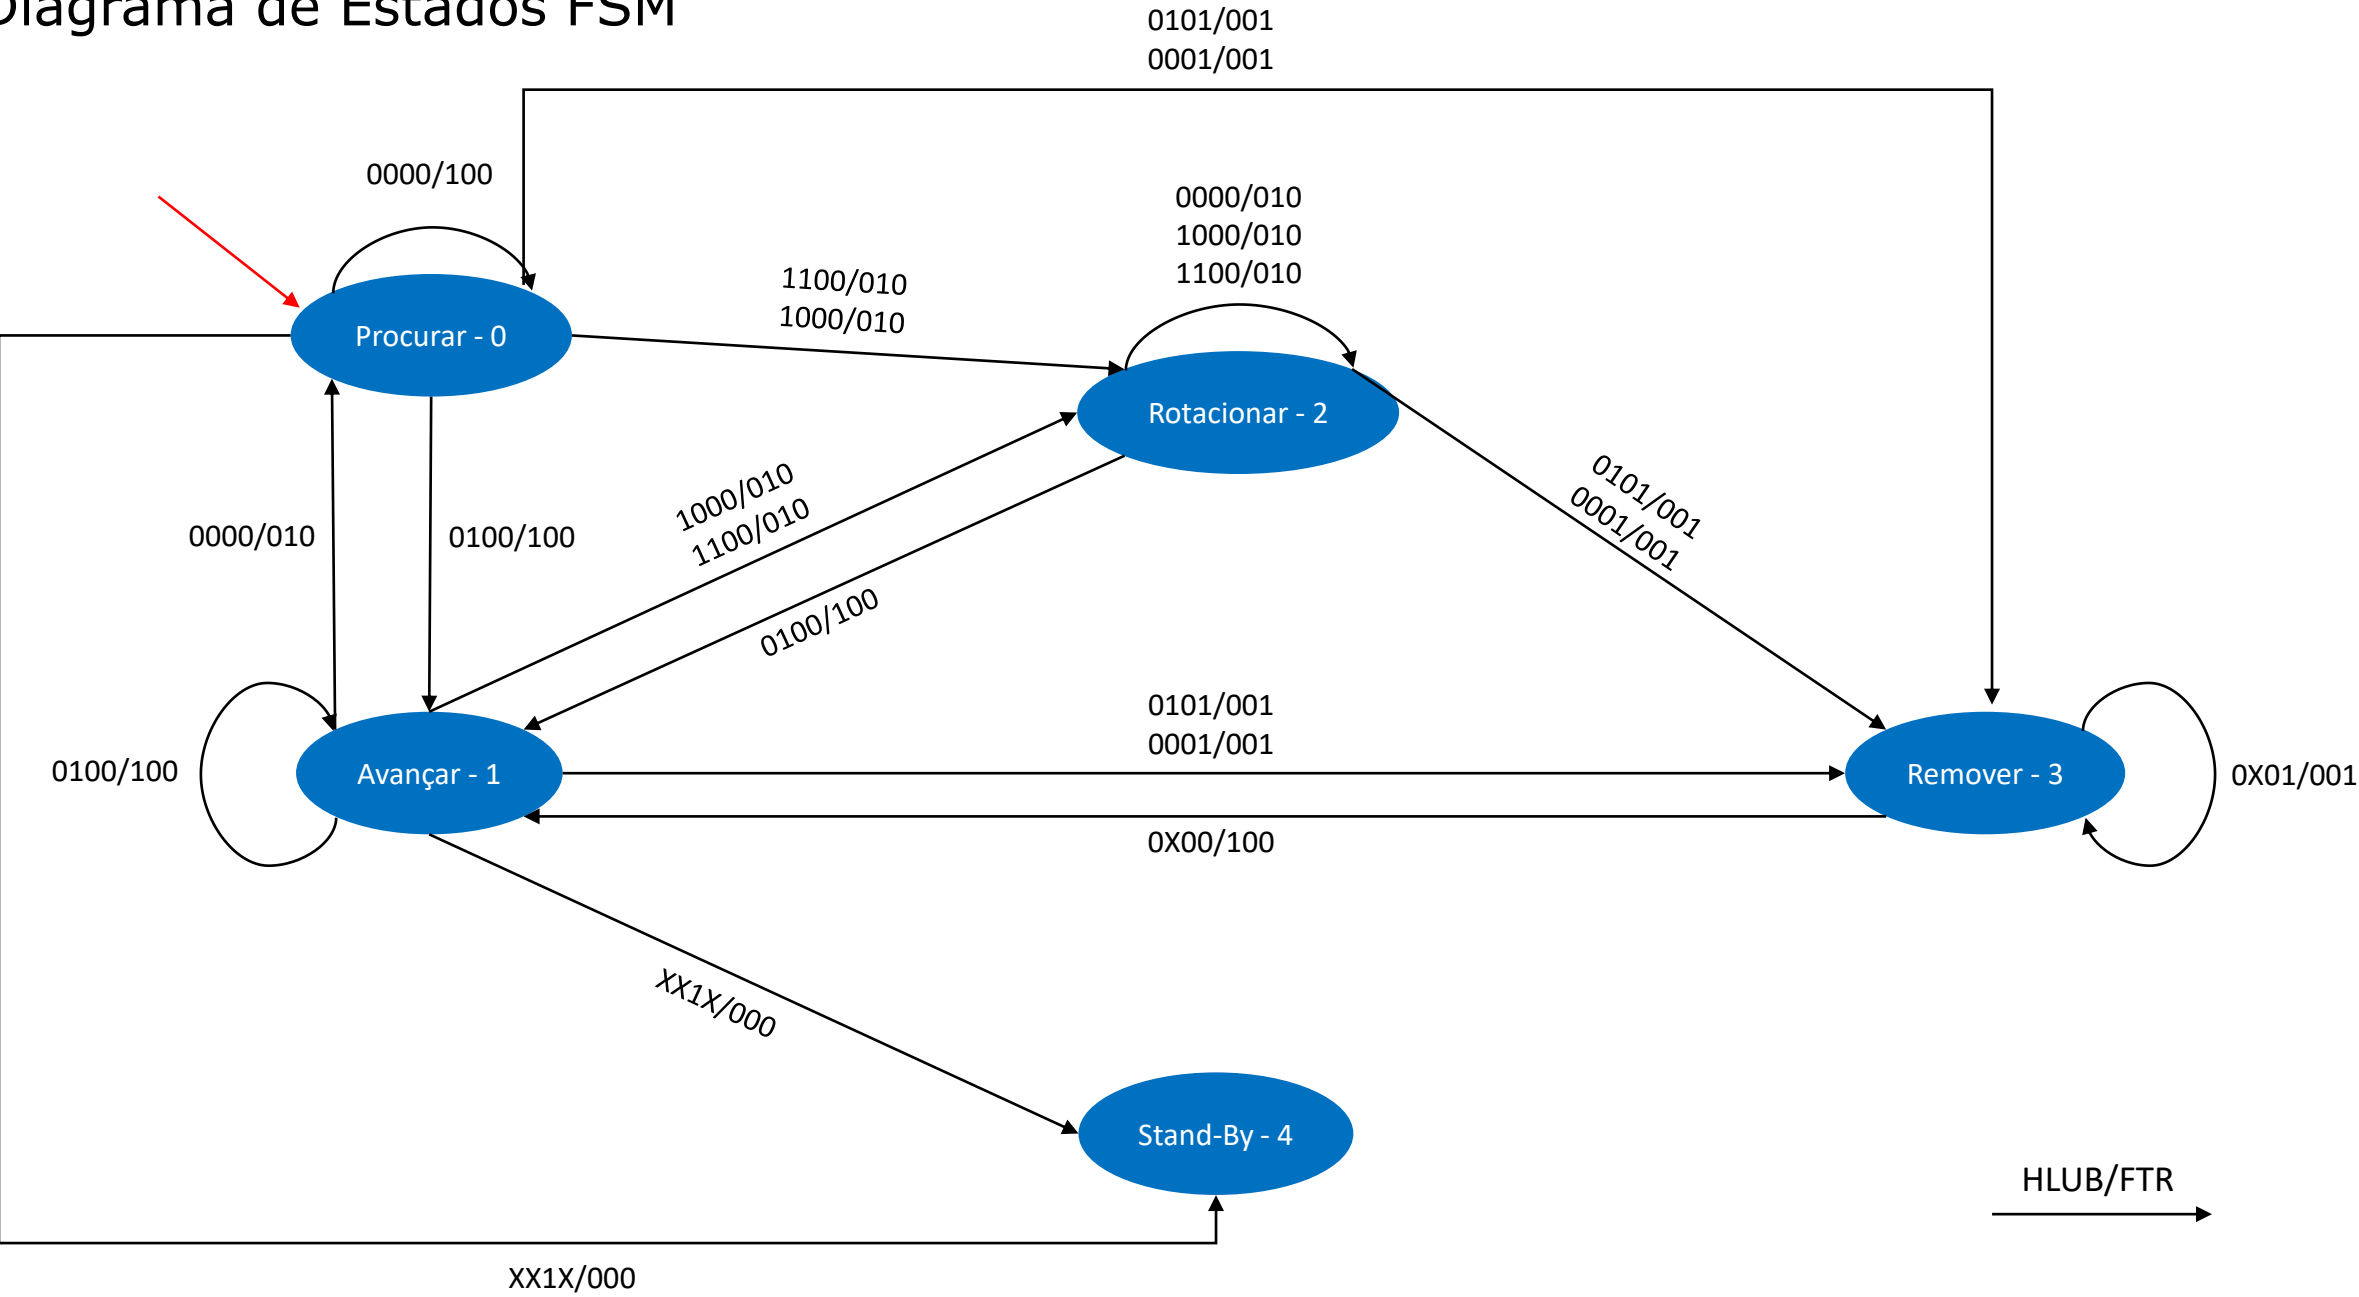 Diagrama de Estados FSM
0101/001
0001/001
0000/100
0000/010
1000/010
1100/010
1100/010
1000/010
Procurar - 0
Rotacionar - 2
0101/001
0001/001
1000/010
1100/010
0000/010
0100/100
0100/100
0101/001
0001/001
0100/100
Avançar - 1
Remover - 3
0X01/001
0X00/100
XX1X/000
Stand-By - 4
HLUB/FTR
XX1X/000